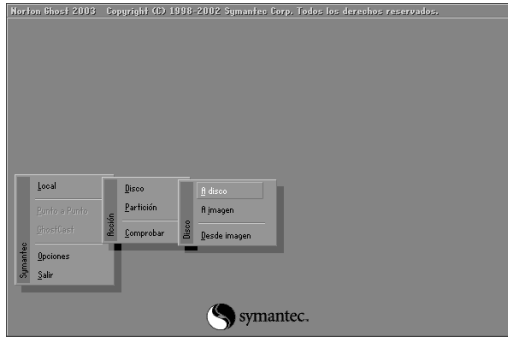 Norton Ghost 2003 Copyright (C) 1998-2002 Symantec Corp. Todos los derechos reservados.
Symantec
Local
Punto a Punto
GhostCast
Opciones
Salir
Acción
Disco
Partición
Comprobar
Disco
A disco
A imagen
Desde imagen
symantec.